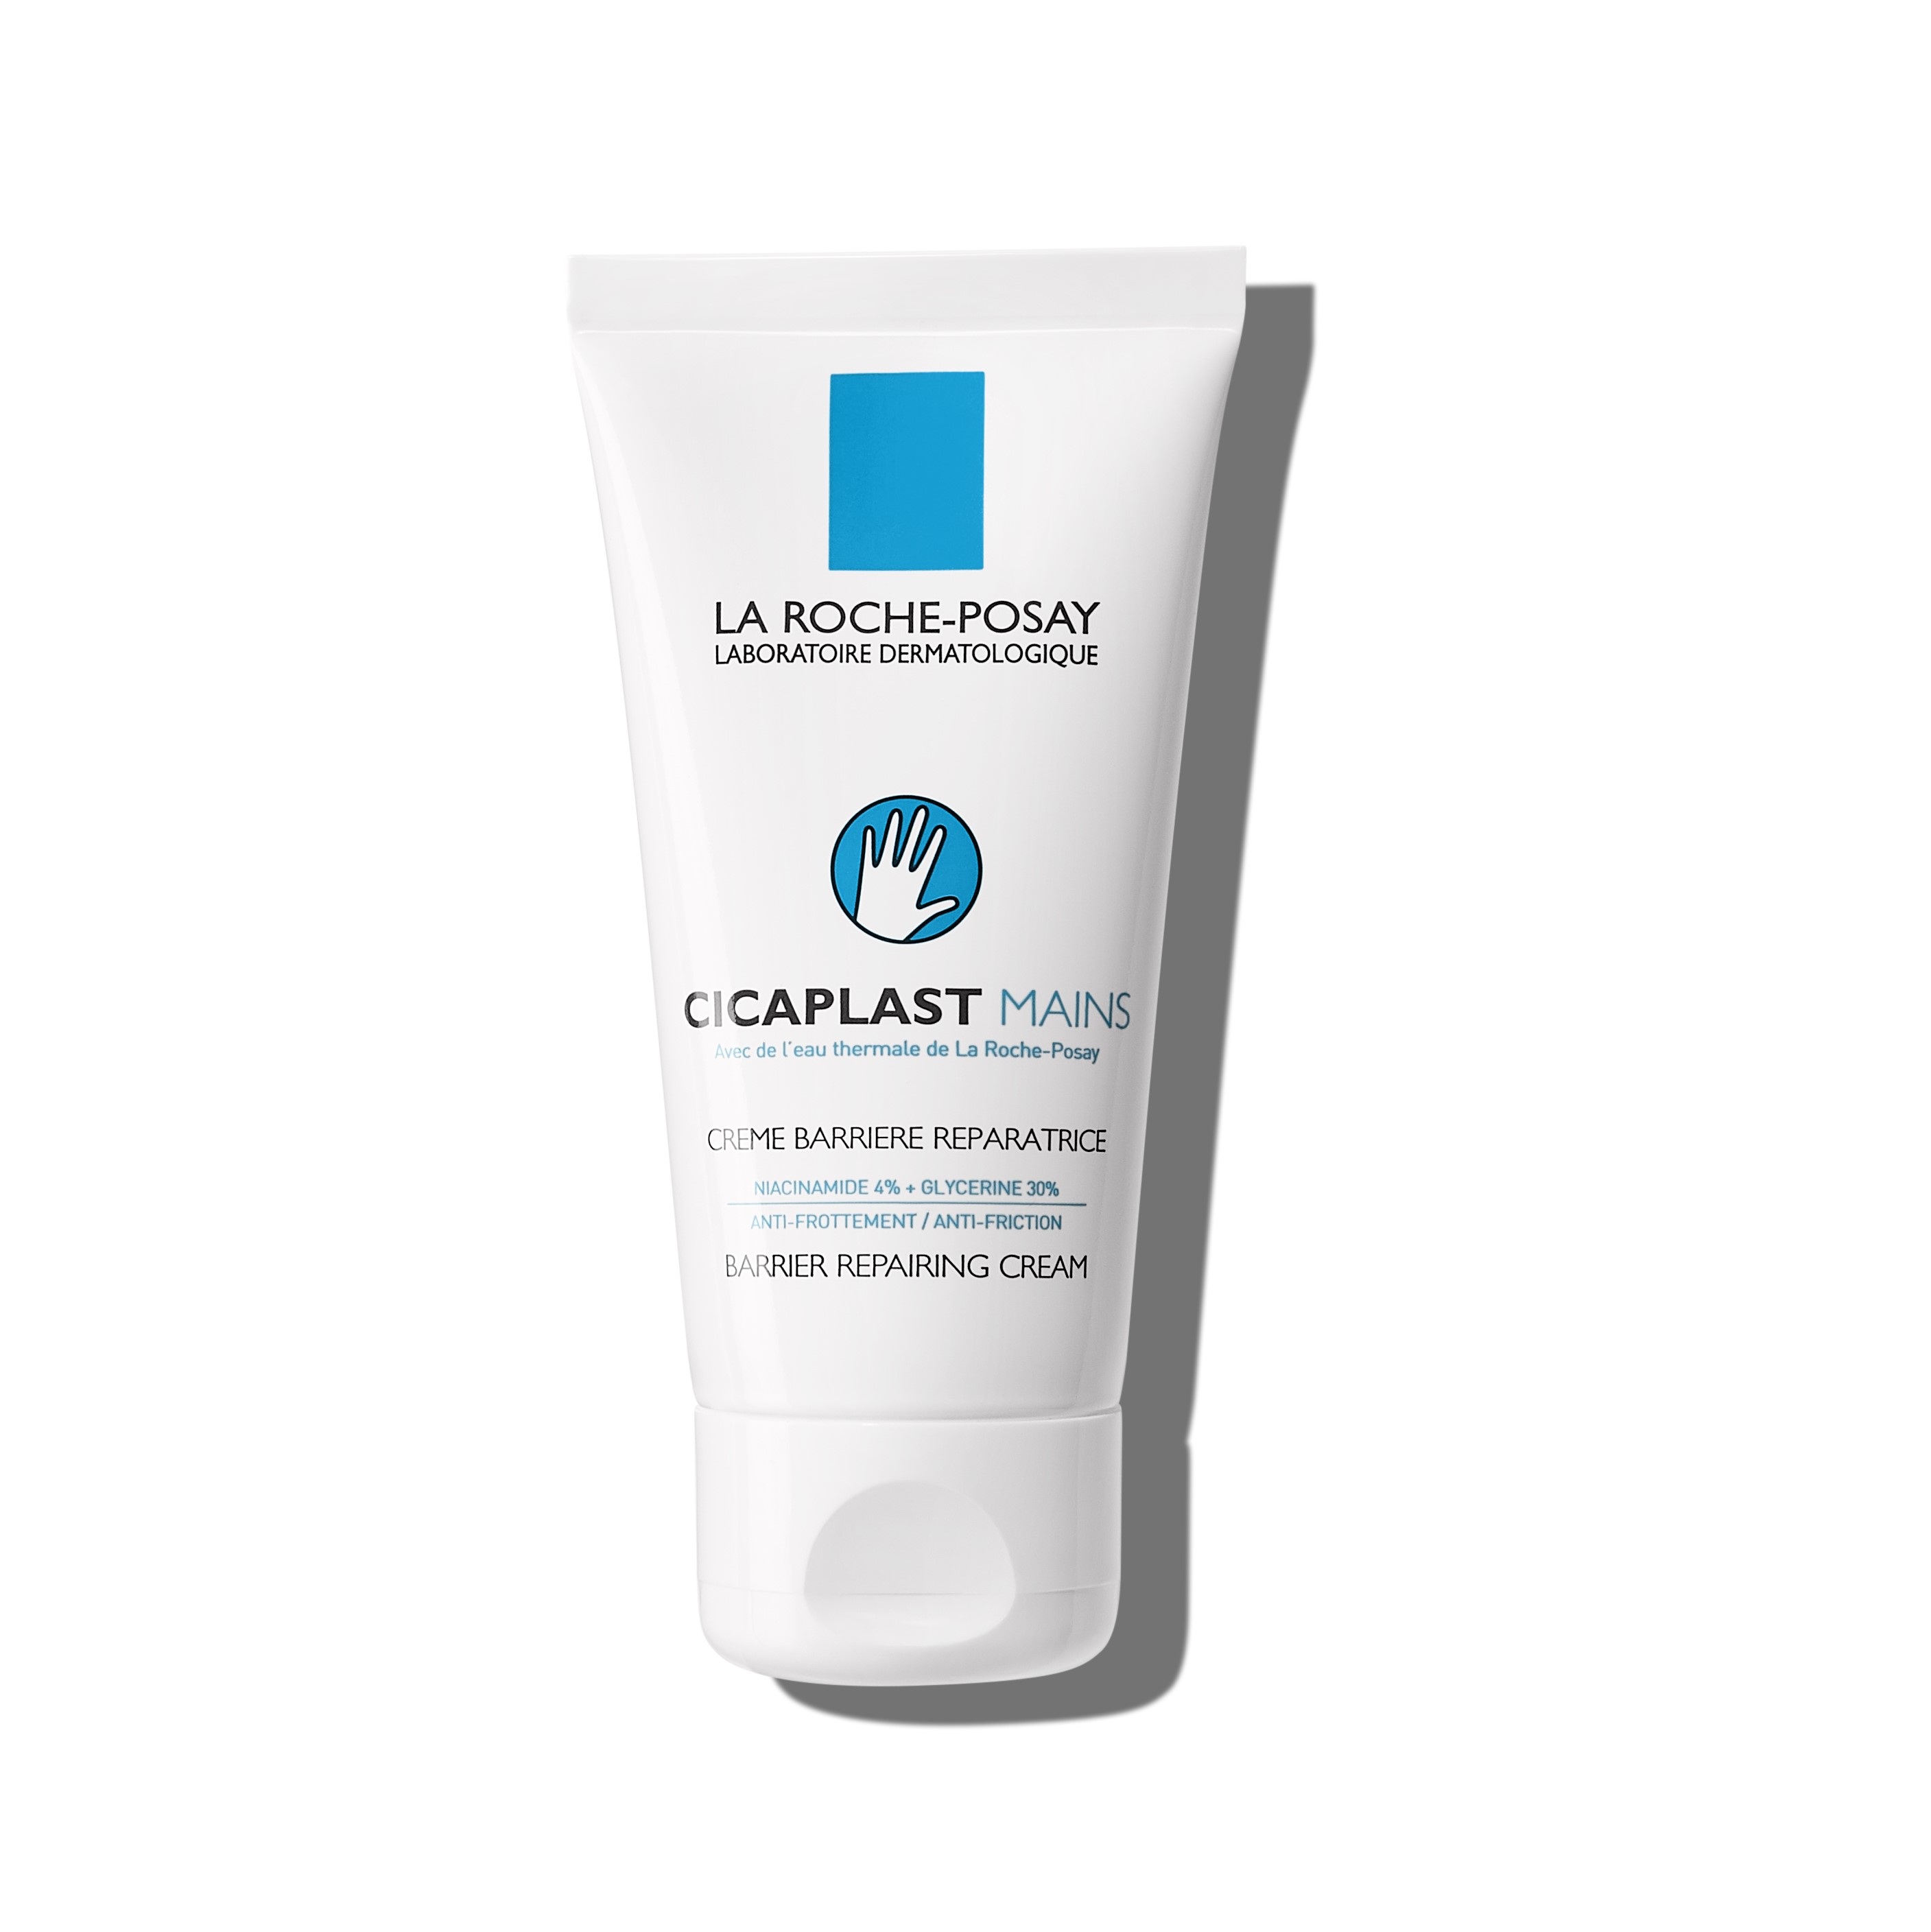 LA ROCHE-POSAY
LABORATOIRE DERMATOLOGIQUE
CICAPLAST MAINS
Avec de l'eau thermale de La Roche-Posay
CREME BARRIERE REPARATRICE
NIACINAMIDE 4% + GLYCERINE 30%
ANTI-FROTTEMENT / ANTI-FRICTION
BARRIER REPAIRING CREAM